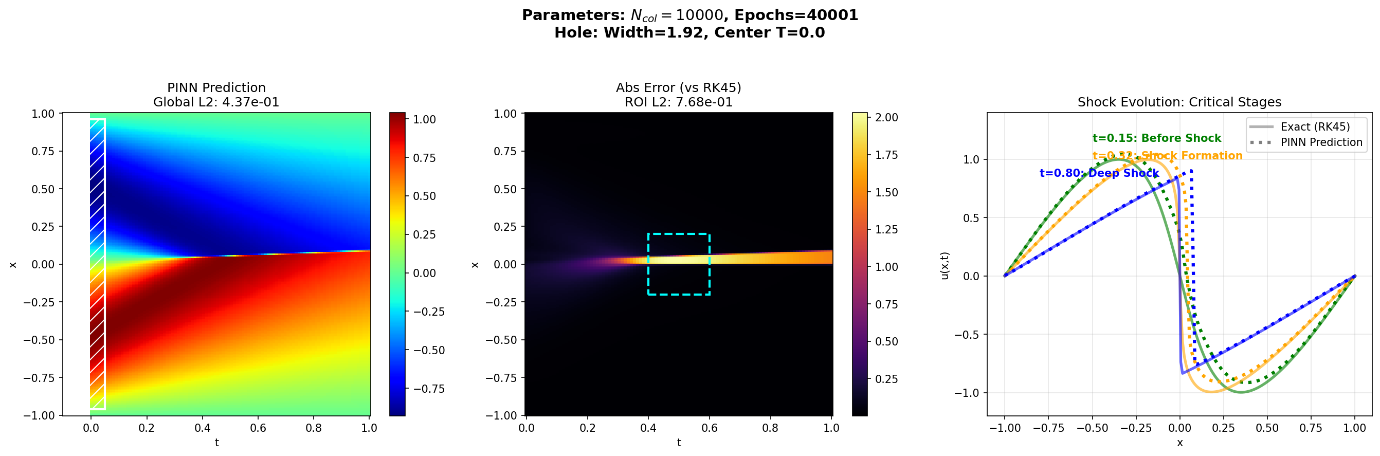 Parameters: N_col = 10000, Epochs=40001
Hole: Width=1.92, Center T=0.0
PINN Prediction
Global L2: 4.37e-01
1.00
0.75
0.50
0.25
0.00
−0.25
−0.50
−0.75
−1.00
x
0.0 0.2 0.4 0.6 0.8 1.0
t
1.00
0.75
0.50
0.25
0.00
−0.25
−0.50
−0.75
Abs Error (vs RK45)
ROI L2: 7.68e-01
1.00
0.75
0.50
0.25
0.00
−0.25
−0.50
−0.75
−1.00
x
0.0 0.2 0.4 0.6 0.8 1.0
t
2.00
1.75
1.50
1.25
1.00
0.75
0.50
0.25
Shock Evolution: Critical Stages
Exact (RK45)
PINN Prediction
t=0.15: Before Shock
t=0.32: Shock Formation
t=0.80: Deep Shock
1.0
0.5
0.0
−0.5
−1.0
u(x,t)
−1.00 −0.75 −0.50 −0.25 0.00 0.25 0.50 0.75 1.00
x